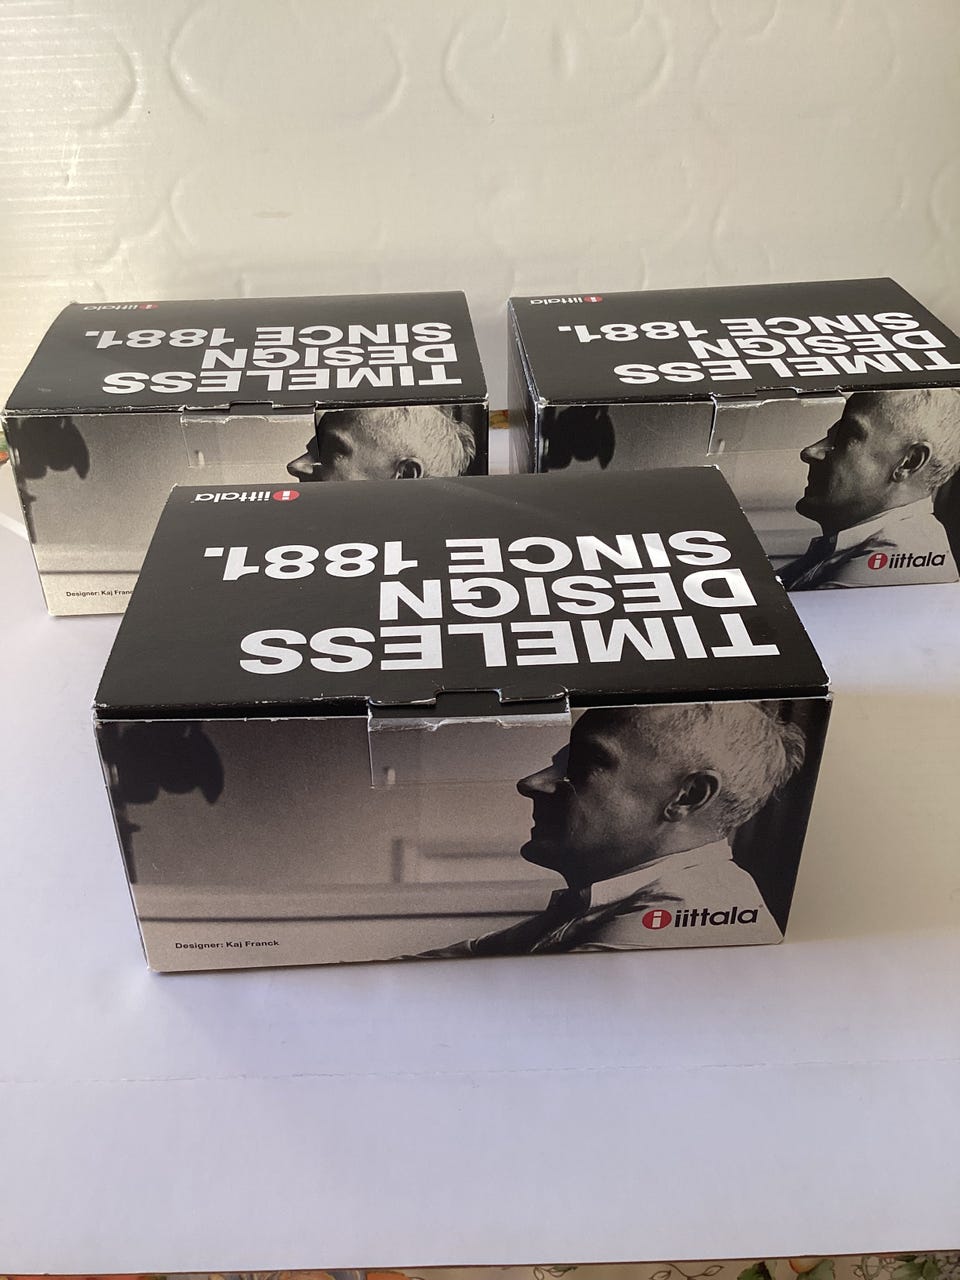 iittala
TIMELESS
DESIGN
SINCE 1881.
Designer: Kaj Franck
iittala
TIMELESS
DESIGN
SINCE 1881.
iittala
iittala
TIMELESS
DESIGN
SINCE 1881.
Designer: Kaj Franck
iittala